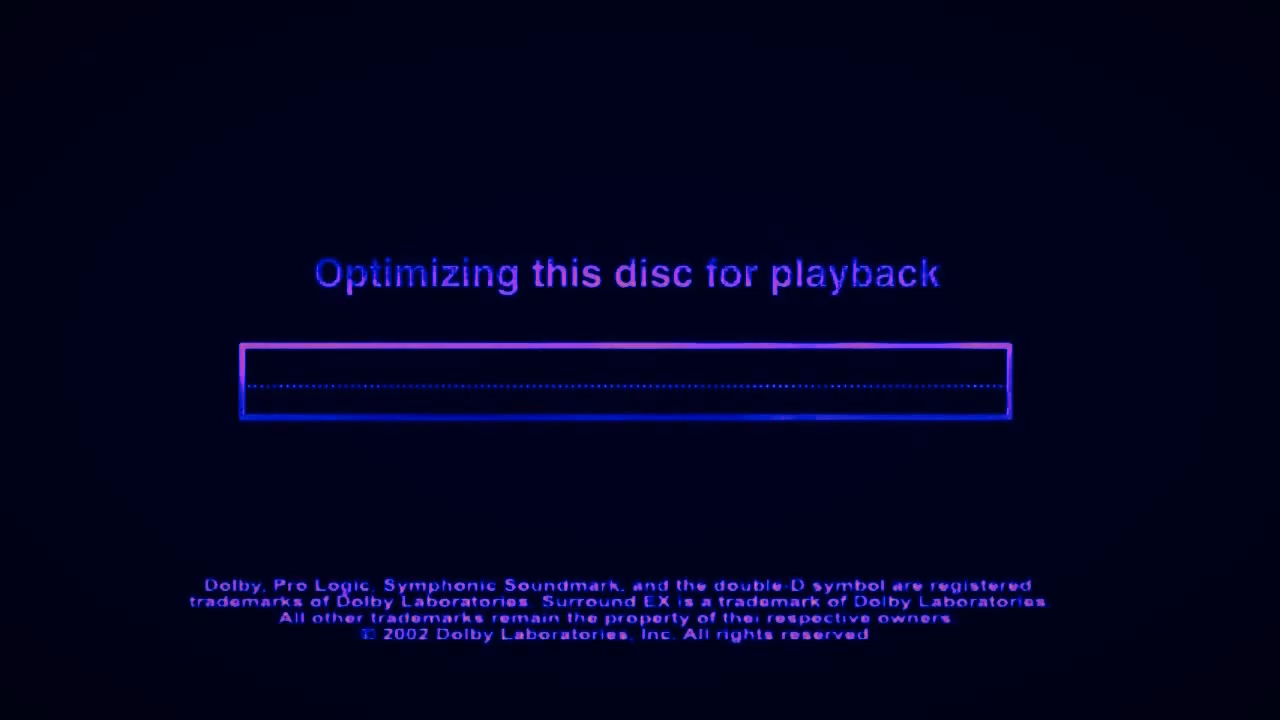 Optimizing this disc for playback
Dolby, Pro Logic, Symphonic Soundmark, and the double-D symbol are registered
trademarks of Dolby Laboratories. Surround EX is a trademark of Dolby Laboratories.
All other trademarks remain the property of their respective owners.
© 2002 Dolby Laboratories, Inc. All rights reserved